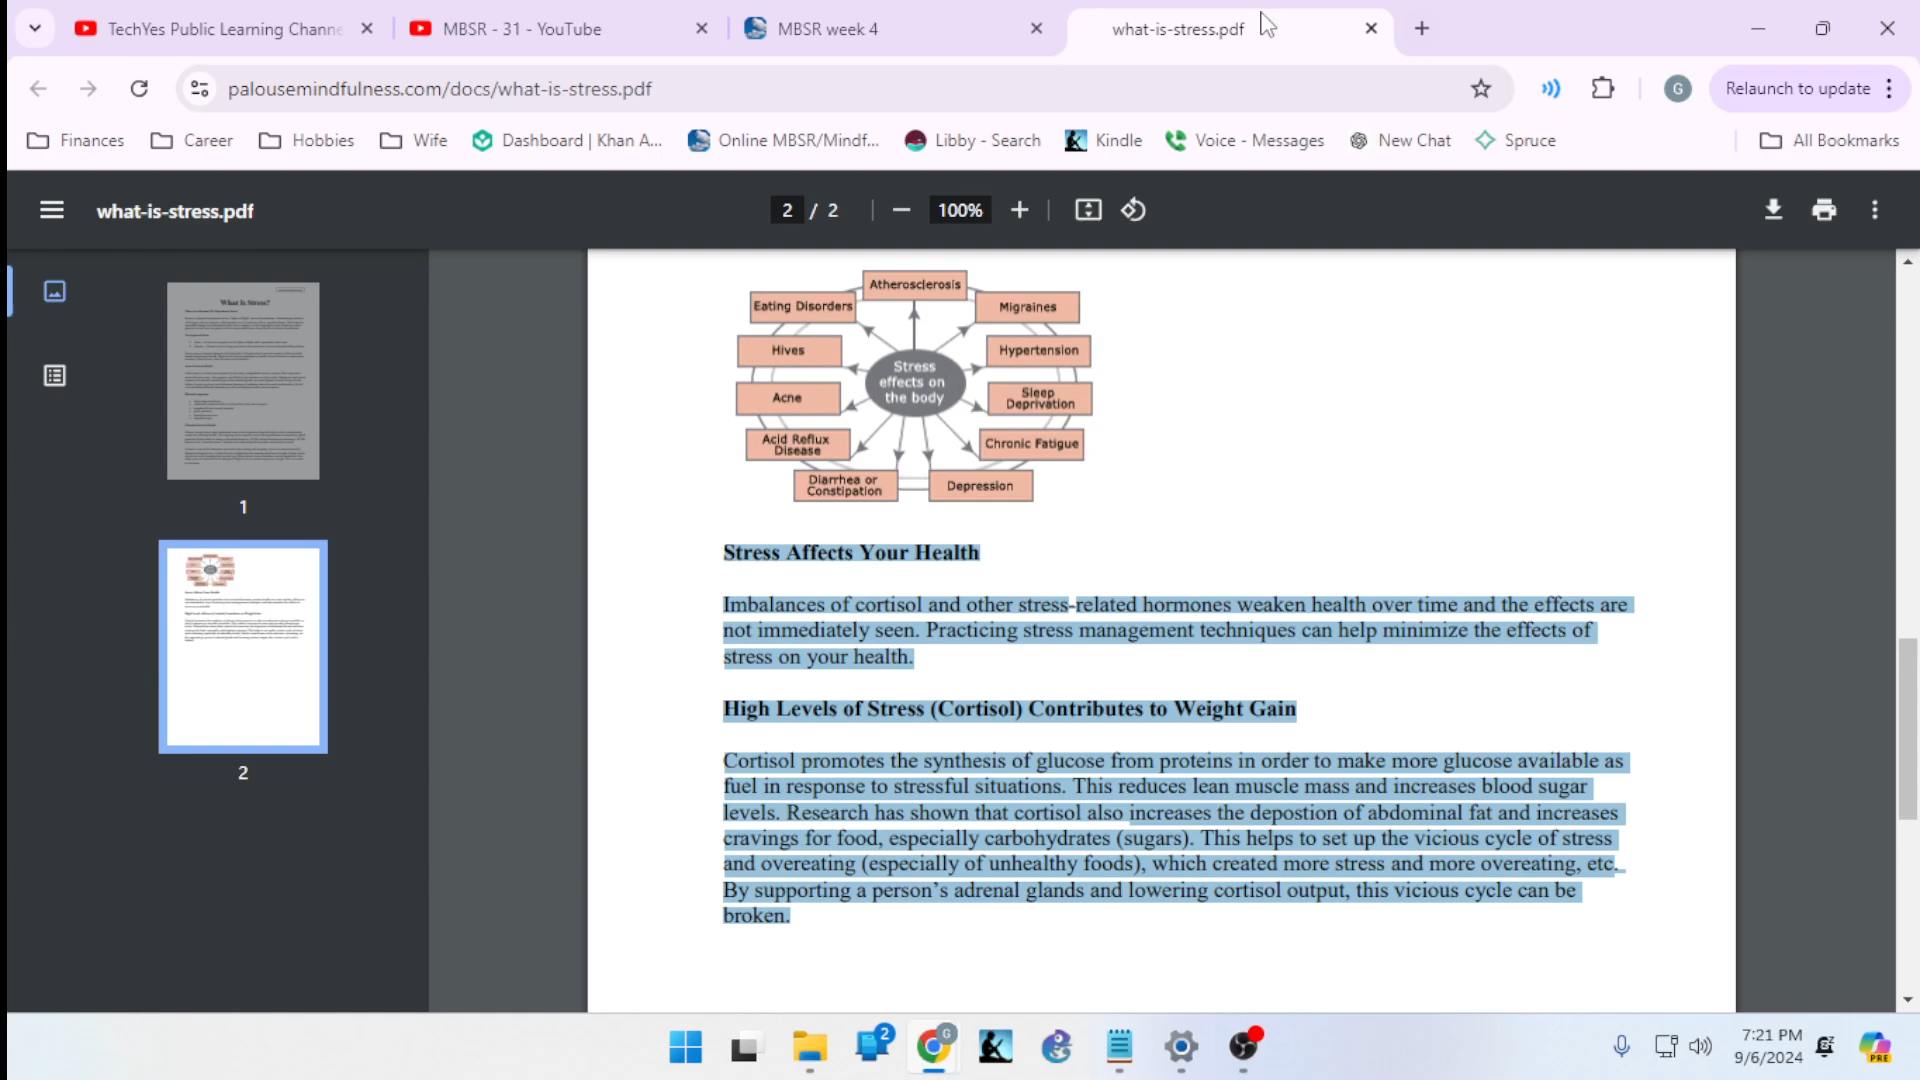 TechYes Public Learning Channe
MBSR - 31 - YouTube
MBSR week 4
what-is-stress.pdf
palousemindfulness.com/docs/what-is-stress.pdf
G
Relaunch to update
Finances
Career
Hobbies
Wife
Dashboard | Khan A...
Online MBSR/Mindf...
Libby - Search
Kindle
Voice - Messages
New Chat
Spruce
All Bookmarks
what-is-stress.pdf
2 / 2
100%
What Is Stress?
1
2
Atherosclerosis
Eating Disorders
Migraines
Hives
Hypertension
Stress
effects on
the body
Acne
Sleep
Deprivation
Acid Reflux
Disease
Chronic Fatigue
Diarrhea or
Constipation
Depression
Stress Affects Your Health
Imbalances of cortisol and other stress-related hormones weaken health over time and the effects are
not immediately seen. Practicing stress management techniques can help minimize the effects of
stress on your health.
High Levels of Stress (Cortisol) Contributes to Weight Gain
Cortisol promotes the synthesis of glucose from proteins in order to make more glucose available as
fuel in response to stressful situations. This reduces lean muscle mass and increases blood sugar
levels. Research has shown that cortisol also increases the depostion of abdominal fat and increases
cravings for food, especially carbohydrates (sugars). This helps to set up the vicious cycle of stress
and overeating (especially of unhealthy foods), which created more stress and more overeating, etc.
By supporting a person's adrenal glands and lowering cortisol output, this vicious cycle can be
broken.
2
G
7:21 PM
9/6/2024
PRE